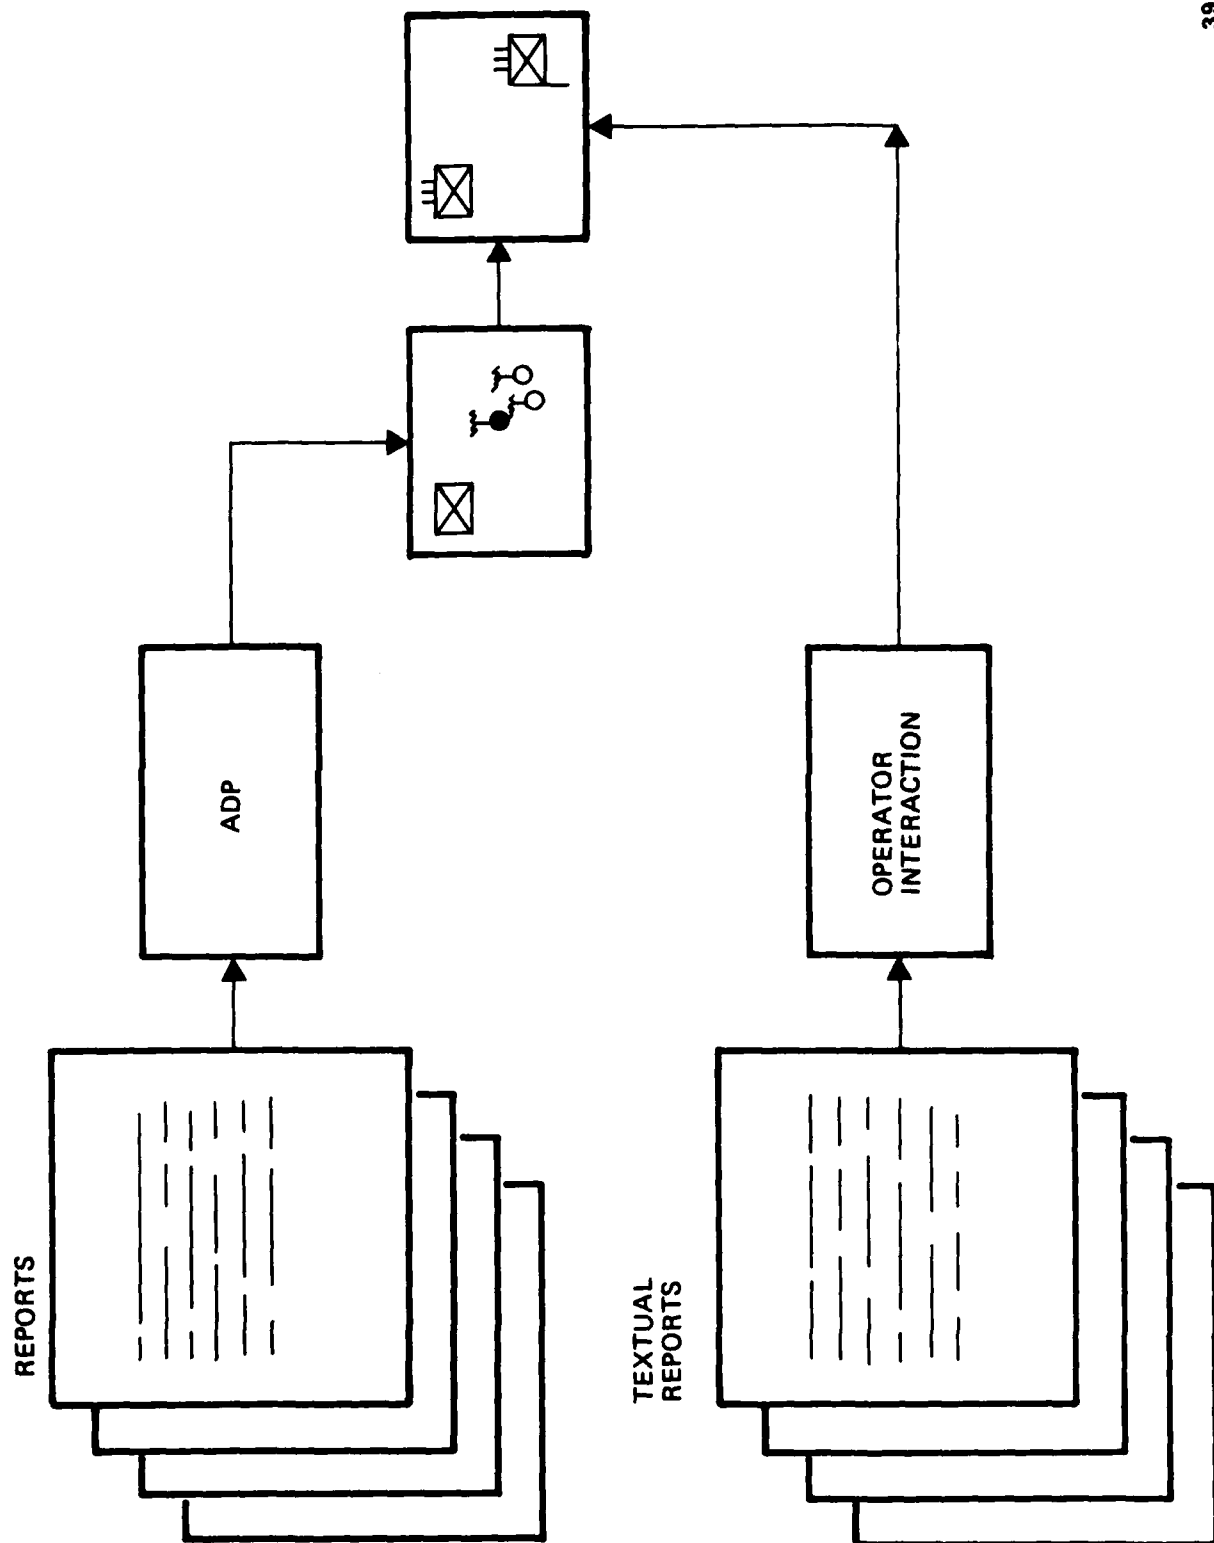 REPORTS
ADP
TEXTUAL
REPORTS
OPERATOR
INTERACTION
39